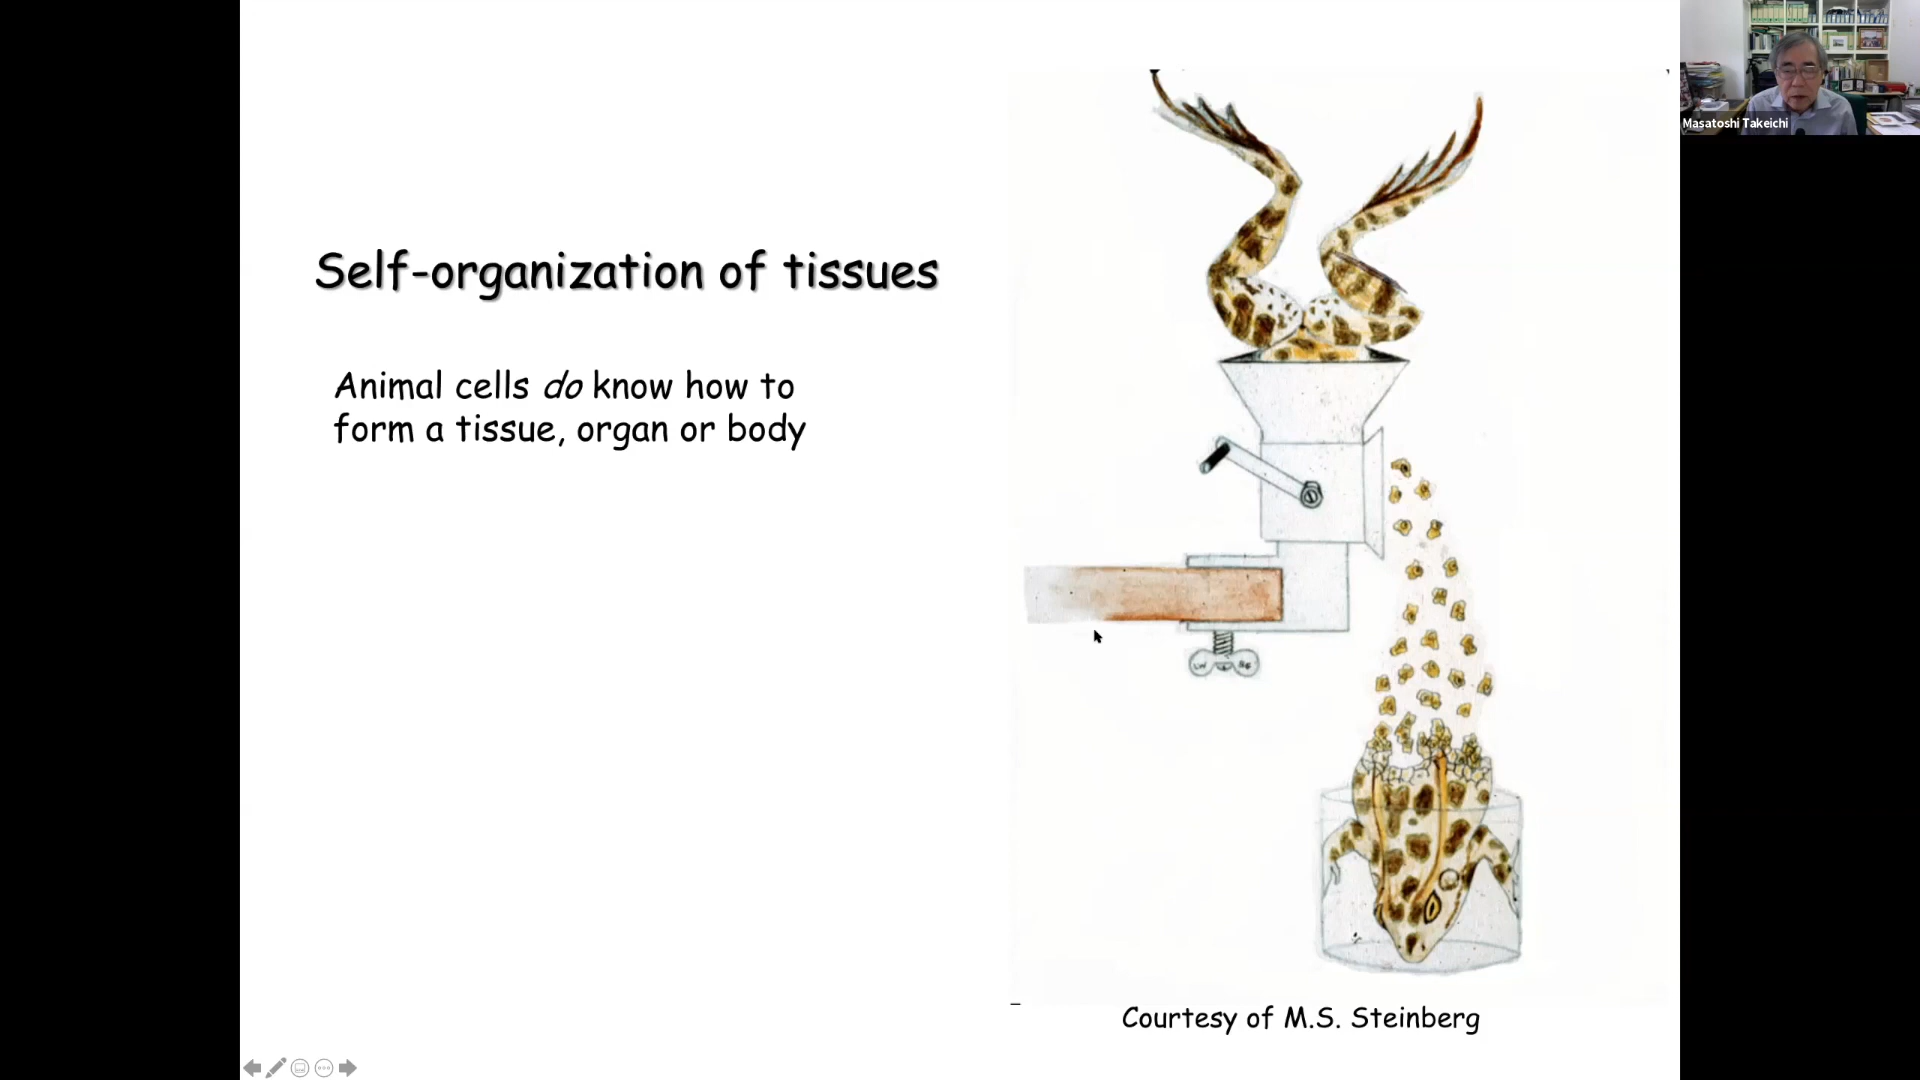 Masatoshi Takeichi
Self-organization of tissues
Animal cells do know how to
form a tissue, organ or body
Courtesy of M.S. Steinberg